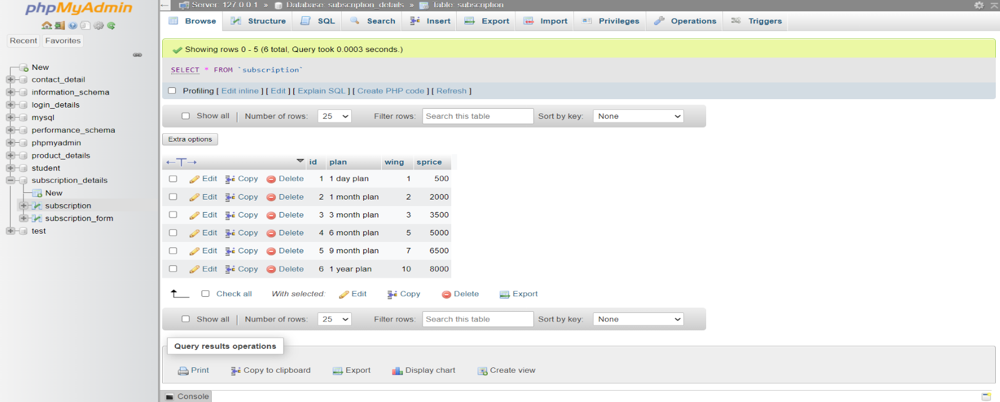 phpMyAdmin
Recent Favorites
New
contact_detail
information_schema
login_details
mysql
performance_schema
phpmyadmin
product_details
student
subscription_details
New
subscription
subscription_form
test
Server: 127.0.0.1 » Database: subscription_details » Table: subscription
Browse Structure SQL Search Insert Export Import Privileges Operations Triggers
Showing rows 0 - 5 (6 total, Query took 0.0003 seconds.)
SELECT * FROM `subscription`
Profiling [ Edit inline ] [ Edit ] [ Explain SQL ] [ Create PHP code ] [ Refresh ]
Show all | Number of rows: 25 Filter rows: Search this table Sort by key: None
Extra options
←T→ id plan wing sprice
Edit Copy Delete 1 1 day plan 1 500
Edit Copy Delete 2 1 month plan 2 2000
Edit Copy Delete 3 3 month plan 3 3500
Edit Copy Delete 4 6 month plan 5 5000
Edit Copy Delete 5 9 month plan 7 6500
Edit Copy Delete 6 1 year plan 10 8000
Check all With selected: Edit Copy Delete Export
Show all | Number of rows: 25 Filter rows: Search this table Sort by key: None
Query results operations
Print Copy to clipboard Export Display chart Create view
Console